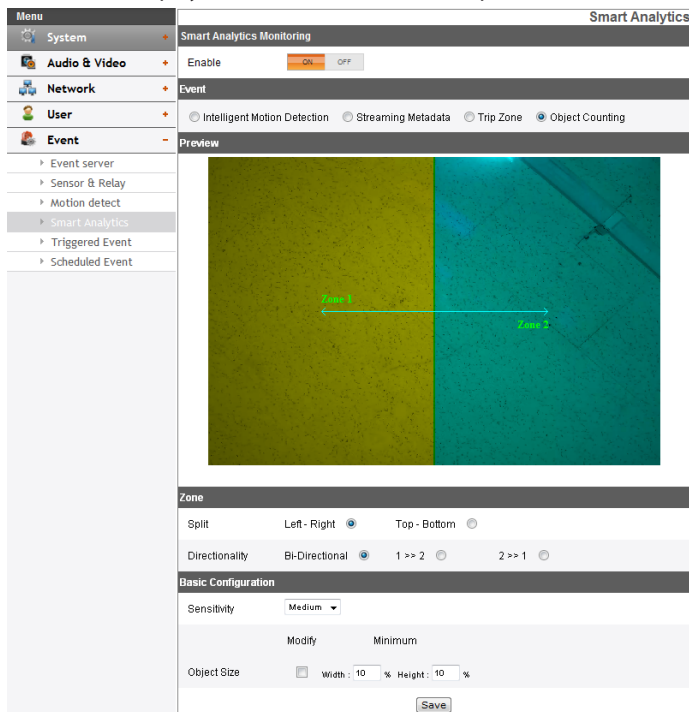 Menu
Smart Analytics
System
Smart Analytics Monitoring
Audio & Video
Enable ON OFF
Network
Event
User
Intelligent Motion Detection Streaming Metadata Trip Zone Object Counting
Event
Preview
Event server
Sensor & Relay
Motion detect
Smart Analytics
Triggered Event
Scheduled Event
Zone 1
Zone 2
Zone
Split Left - Right Top - Bottom
Directionality Bi-Directional 1 >> 2 2 >> 1
Basic Configuration
Sensitivity Medium
Modify Minimum
Object Size Width : 10 % Height : 10 %
Save